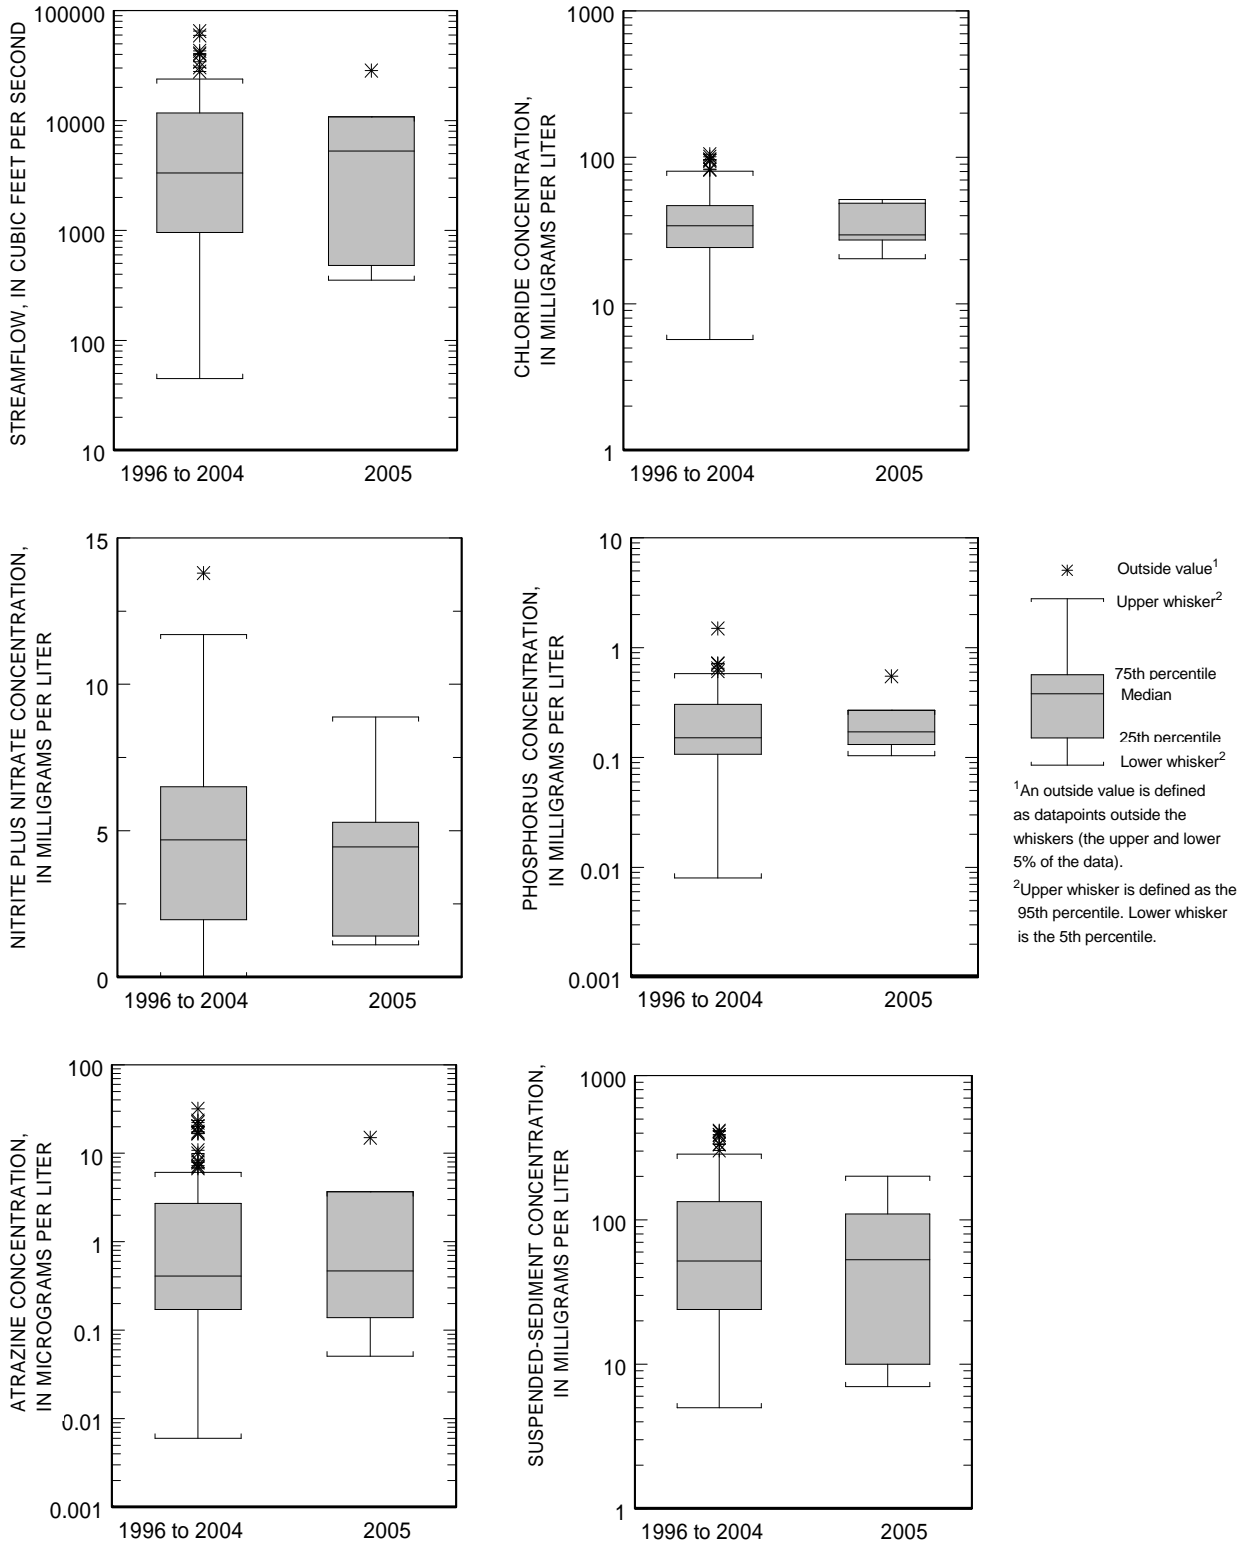 STREAMFLOW, IN CUBIC FEET PER SECOND
100000
10000
1000
100
10
1996 to 2004
2005
CHLORIDE CONCENTRATION,
IN MILLIGRAMS PER LITER
1000
100
10
1
1996 to 2004
2005
NITRITE PLUS NITRATE CONCENTRATION,
IN MILLIGRAMS PER LITER
15
10
5
0
1996 to 2004
2005
PHOSPHORUS CONCENTRATION,
IN MILLIGRAMS PER LITER
10
1
0.1
0.01
0.001
1996 to 2004
2005
Outside value1
Upper whisker2
75th percentile
Median
25th percentile
Lower whisker2
1An outside value is defined
as datapoints outside the
whiskers (the upper and lower
5% of the data).
2Upper whisker is defined as the
95th percentile. Lower whisker
is the 5th percentile.
ATRAZINE CONCENTRATION,
IN MICROGRAMS PER LITER
100
10
1
0.1
0.01
0.001
1996 to 2004
2005
SUSPENDED-SEDIMENT CONCENTRATION,
IN MILLIGRAMS PER LITER
1000
100
10
1
1996 to 2004
2005